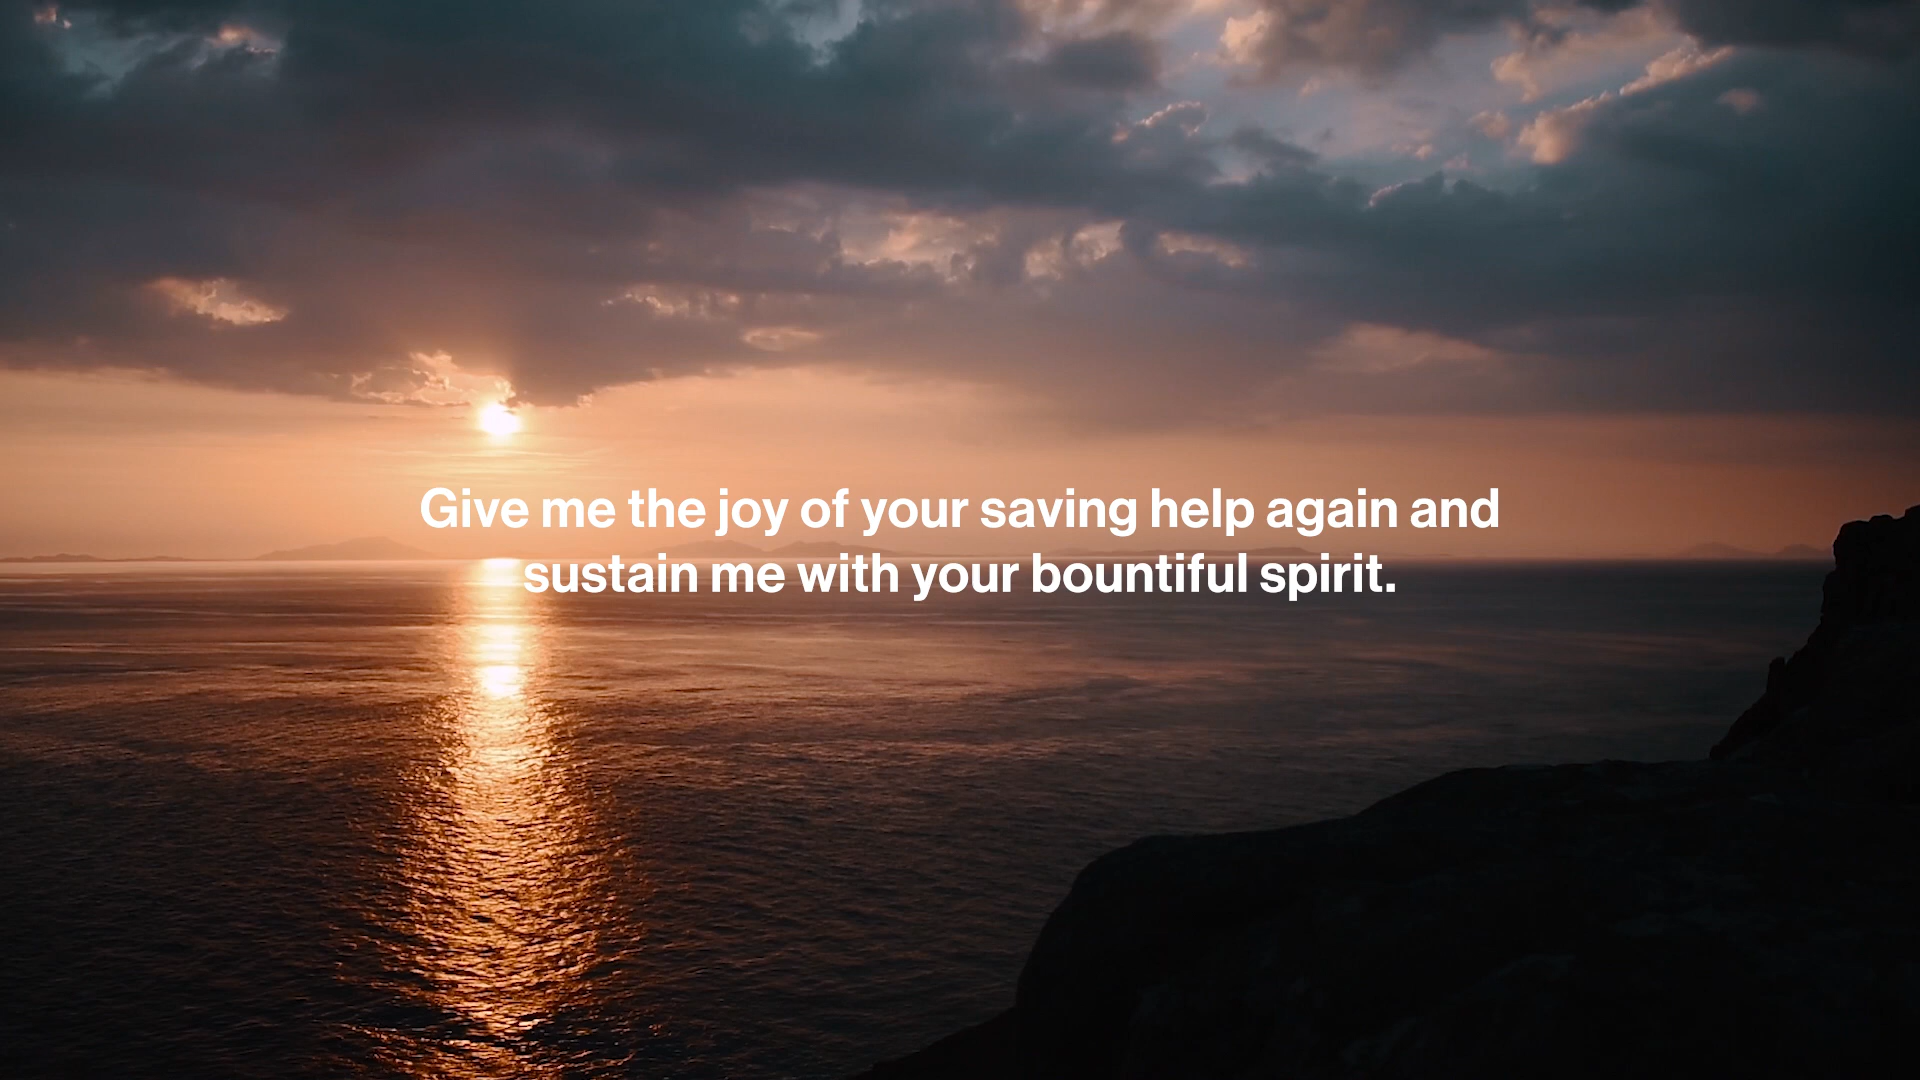 Give me the joy of your saving help again and
sustain me with your bountiful spirit.